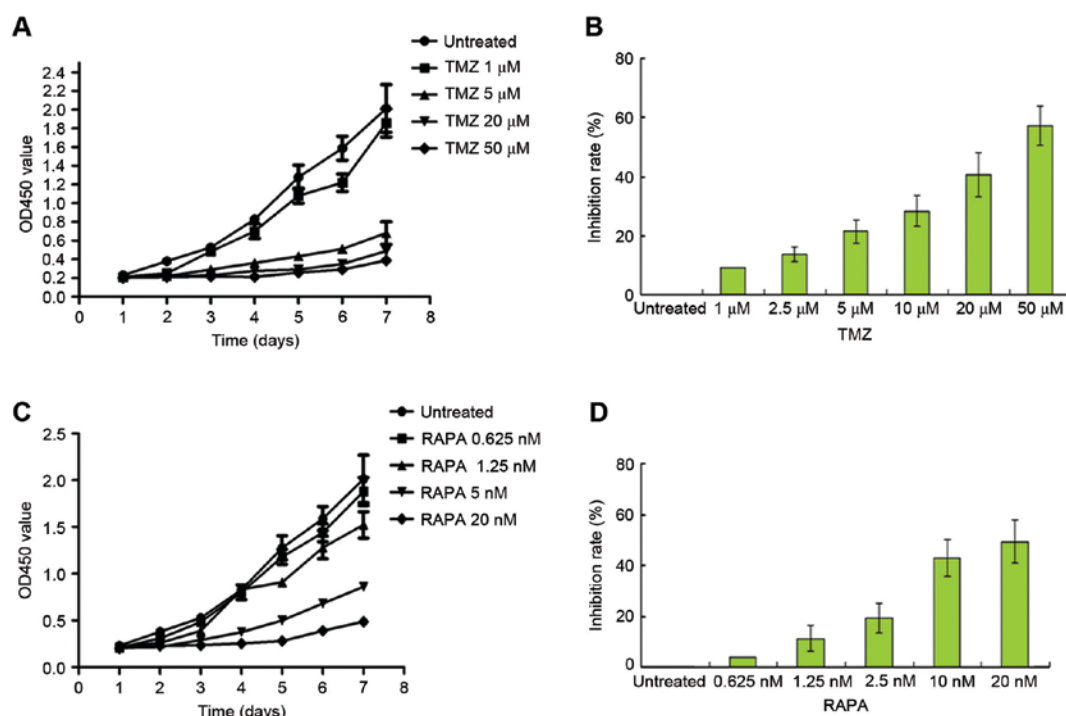 A
Untreated
TMZ 1 μM
TMZ 5 μM
TMZ 20 μM
TMZ 50 μM
OD450 value
2.4
2.2
2.0
1.8
1.6
1.4
1.2
1.0
0.8
0.6
0.4
0.2
0.0
0 1 2 3 4 5 6 7 8
Time (days)
B
Inhibition rate (%)
80
60
40
20
0
Untreated 1 μM 2.5 μM 5 μM 10 μM 20 μM 50 μM
TMZ
C
Untreated
RAPA 0.625 nM
RAPA 1.25 nM
RAPA 5 nM
RAPA 20 nM
OD450 value
2.5
2.0
1.5
1.0
0.5
0.0
0 1 2 3 4 5 6 7 8
Time (days)
D
Inhibition rate (%)
80
60
40
20
0
Untreated 0.625 nM 1.25 nM 2.5 nM 10 nM 20 nM
RAPA